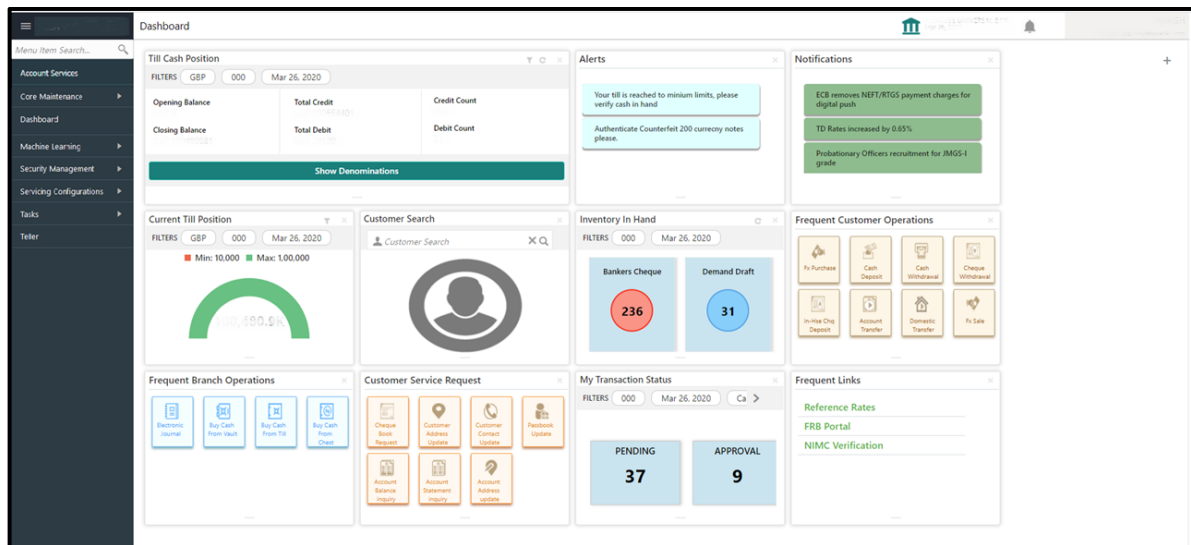 Dashboard
Menu Item Search...
Account Services
Core Maintenance
Dashboard
Machine Learning
Security Management
Servicing Configurations
Tasks
Teller
Till Cash Position
FILTERS GBP 000 Mar 26, 2020
Opening Balance Total Credit Credit Count
Closing Balance Total Debit Debit Count
Show Denominations
Alerts
Your till is reached to minium limits, please
verify cash in hand
Authenticate Counterfeit 200 currecny notes
please.
Notifications
ECB removes NEFT/RTGS payment charges for
digital push
TD Rates increased by 0.65%
Probationary Officers recruitment for JMGS-I
grade
Current Till Position
FILTERS GBP 000 Mar 26, 2020
Min: 10,000 Max: 1,00,000
Customer Search
Customer Search
Inventory In Hand
FILTERS 000 Mar 26, 2020
Bankers Cheque Demand Draft
236 31
Frequent Customer Operations
Fx Purchase
Cash
Deposit
Cash
Withdrawal
Cheque
Withdrawal
In-Hse Chq
Deposit
Account
Transfer
Domestic
Transfer
Fx Sale
Frequent Branch Operations
Electronic
Journal
Buy Cash
From Vault
Buy Cash
From Till
Buy Cash
From
Chest
Customer Service Request
Cheque
Book
Request
Customer
Address
Update
Customer
Contact
Update
Passbook
Update
Account
Balance
inquiry
Account
Statement
Inquiry
Account
Address
update
My Transaction Status
FILTERS 000 Mar 26, 2020 Ca
PENDING APPROVAL
37 9
Frequent Links
Reference Rates
FRB Portal
NIMC Verification